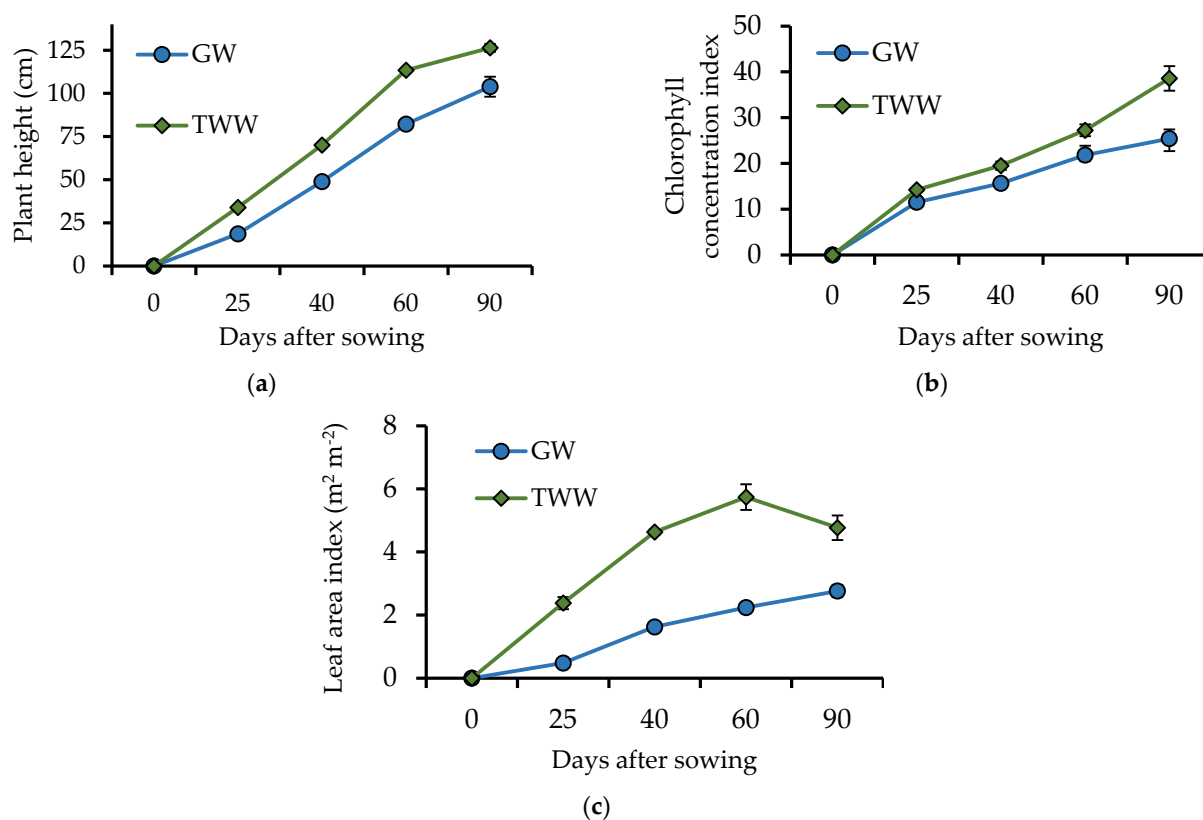 Plant height (cm)
125
100
75
50
25
0
GW
TWW
0 25 40 60 90
Days after sowing
(a)
Chlorophyll
concentration index
50
40
30
20
10
0
GW
TWW
0 25 40 60 90
Days after sowing
(b)
Leaf area index (m² m⁻²)
8
6
4
2
0
GW
TWW
0 25 40 60 90
Days after sowing
(c)